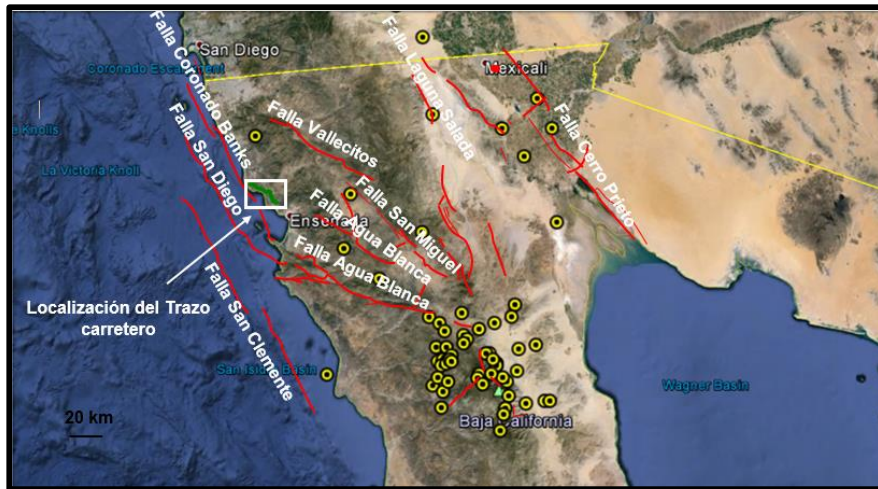 San Diego
Coronado Escarpment
Mexicali
Falla Coronado Banks
Falla San Diego
Falla Vallecitos
Falla Laguna Salada
Falla Cerro Prieto
La Victoria Knoll
Knolls
Ensenada
Falla San Miguel
Falla Agua Blanca
Falla Agua Blanca
Localización del Trazo
carretero
Falla San Clemente
San Isidro Basin
Wagner Basin
20 km
Baja California